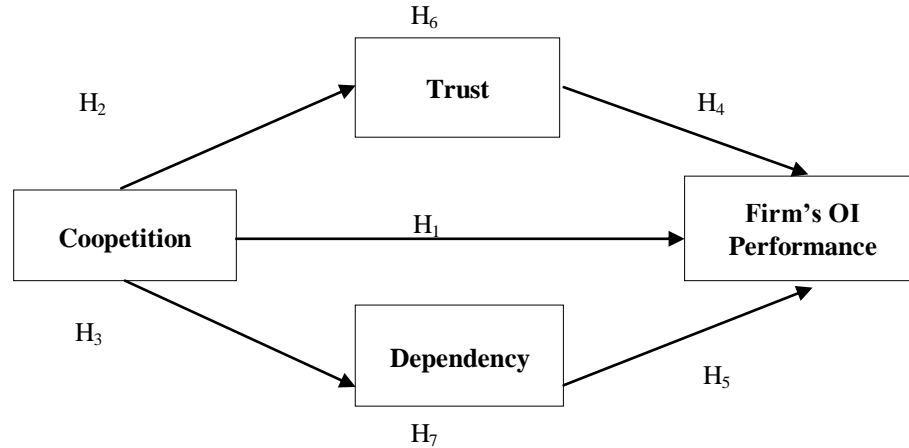 H₆
Trust
H₂
H₄
Coopetition
H₁
Firm's OI
Performance
H₃
Dependency
H₅
H₇